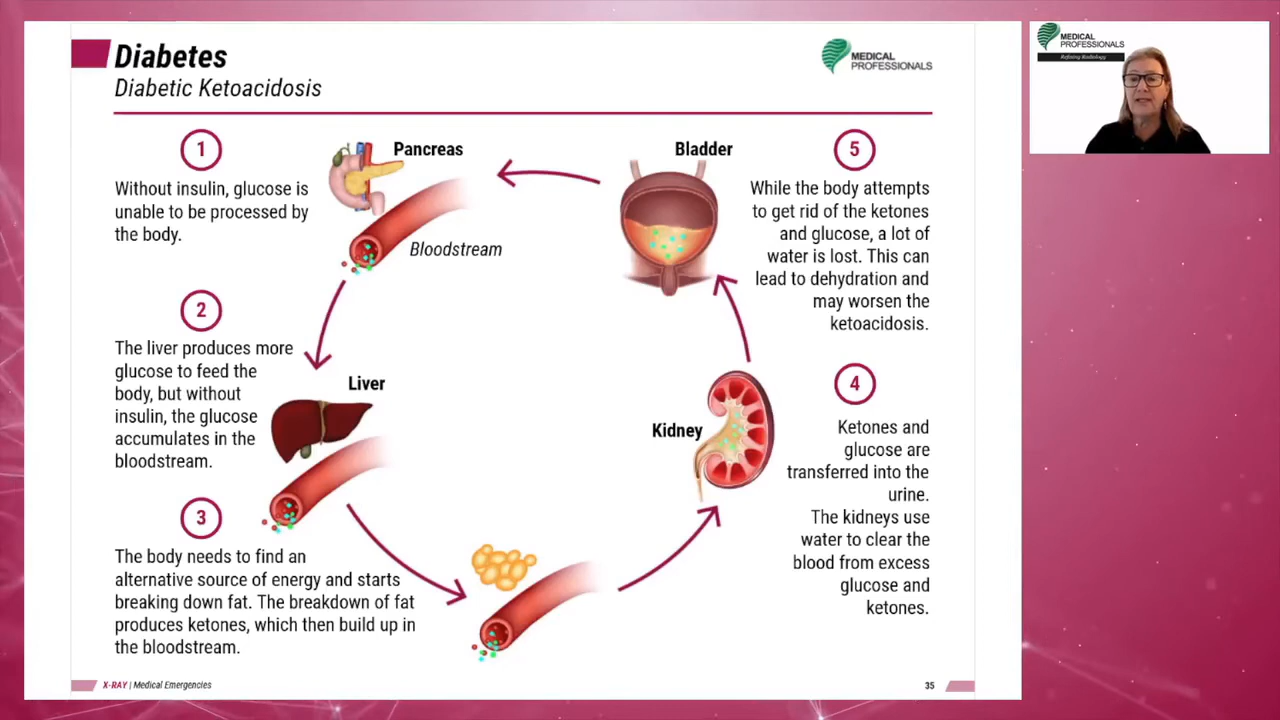 Diabetes
Diabetic Ketoacidosis
MEDICAL
PROFESSIONALS
1
Without insulin, glucose is
unable to be processed by
the body.
Pancreas
Bloodstream
2
The liver produces more
glucose to feed the
body, but without
insulin, the glucose
accumulates in the
bloodstream.
Liver
3
The body needs to find an
alternative source of energy and starts
breaking down fat. The breakdown of fat
produces ketones, which then build up in
the bloodstream.
Kidney
4
Ketones and
glucose are
transferred into the
urine.
The kidneys use
water to clear the
blood from excess
glucose and
ketones.
Bladder
5
While the body attempts
to get rid of the ketones
and glucose, a lot of
water is lost. This can
lead to dehydration and
may worsen the
ketoacidosis.
X-RAY | Medical Emergencies
35
MEDICAL
PROFESSIONALS
Refining Radiology